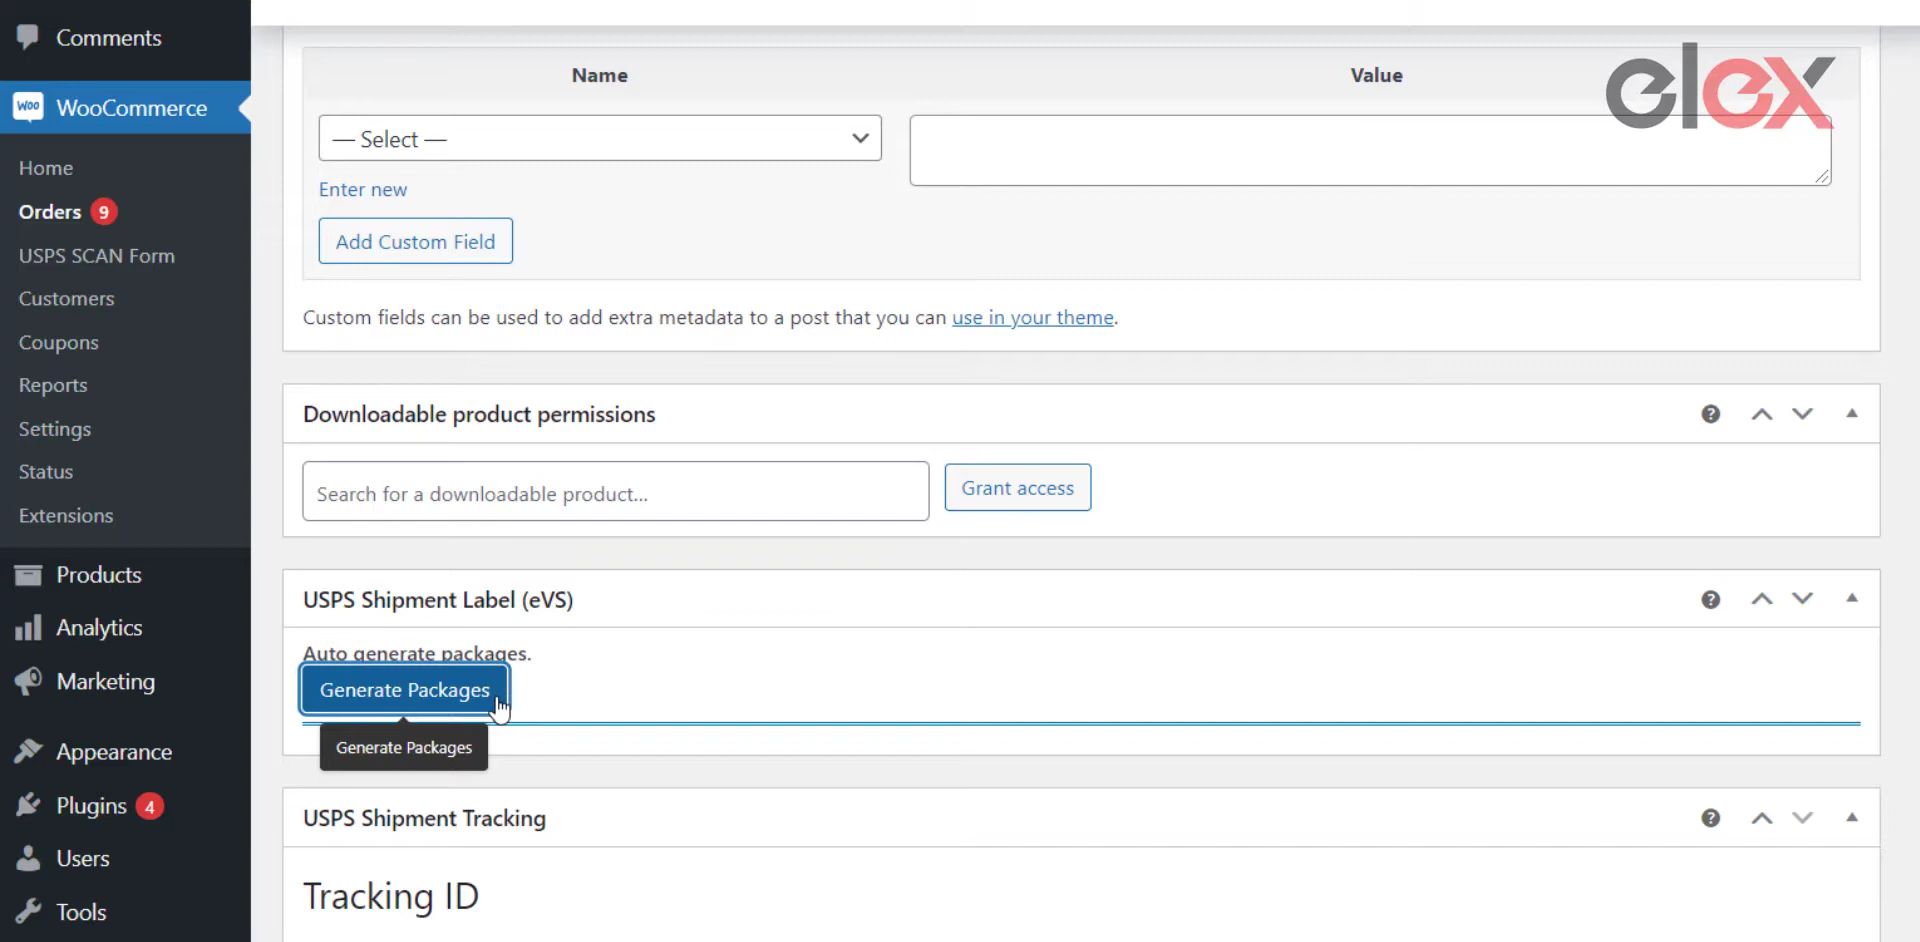 Comments
WOO WooCommerce
Home
Orders 9
USPS SCAN Form
Customers
Coupons
Reports
Settings
Status
Extensions
Products
Analytics
Marketing
Appearance
Plugins 4
Users
Tools
elex
Name Value
— Select —
Enter new
Add Custom Field
Custom fields can be used to add extra metadata to a post that you can use in your theme.
Downloadable product permissions
Search for a downloadable product...
Grant access
USPS Shipment Label (eVS)
Auto generate packages.
Generate Packages
Generate Packages
USPS Shipment Tracking
Tracking ID